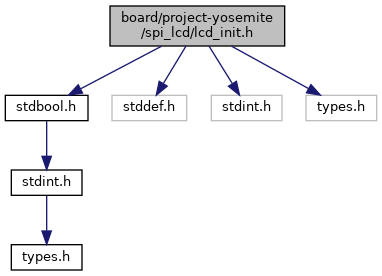 board/project-yosemite
/spi_lcd/lcd_init.h
stdbool.h
stddef.h
stdint.h
types.h
stdint.h
types.h